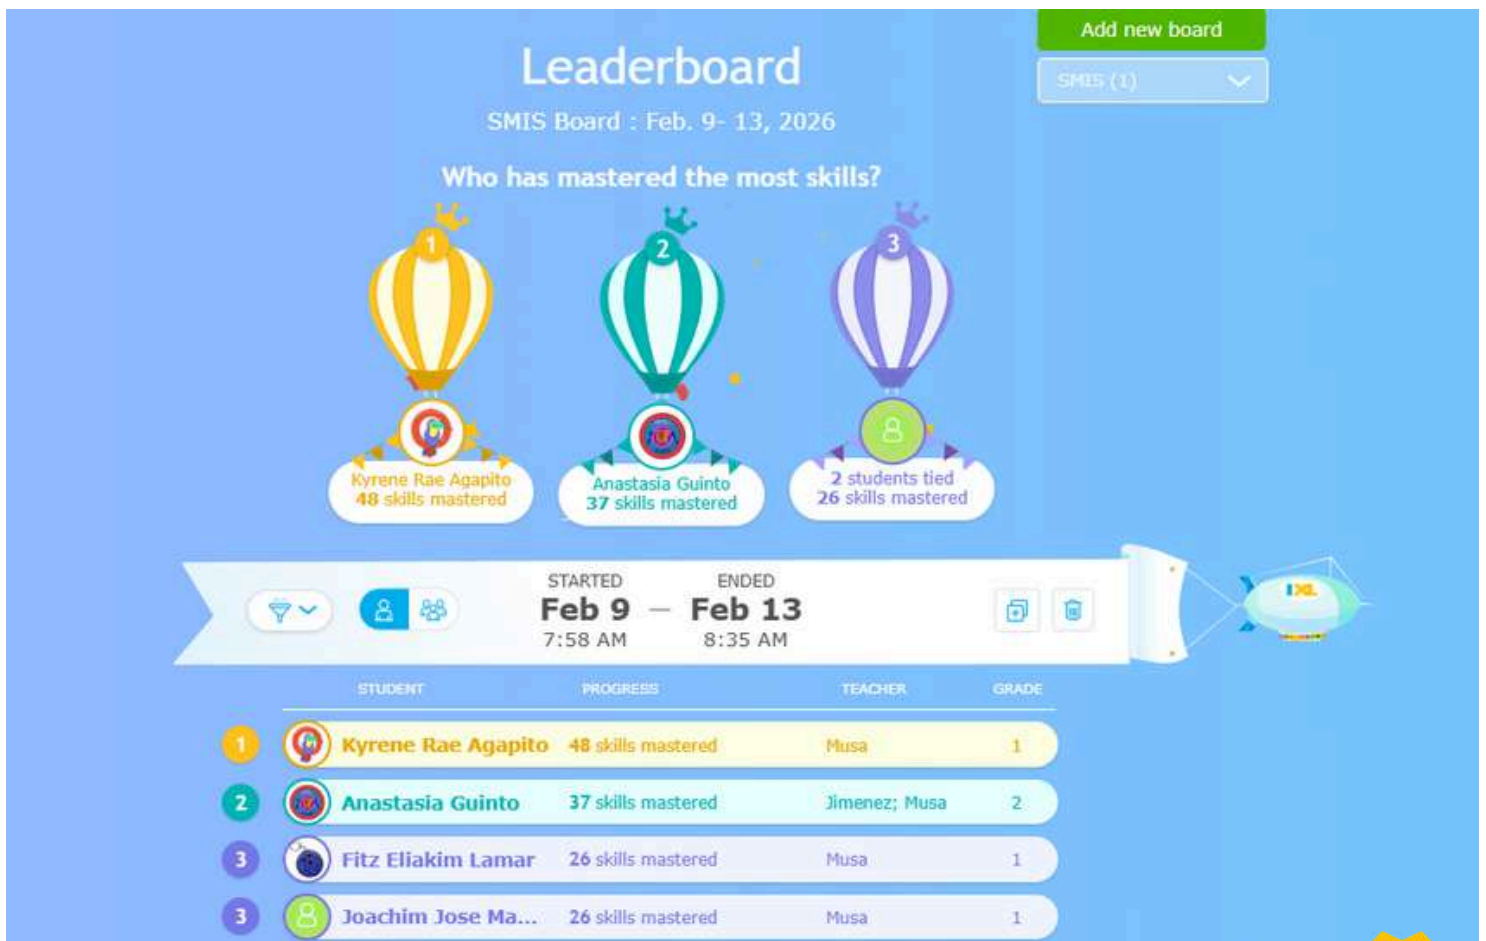 Add new board
SMIS (1)
Leaderboard
SMIS Board : Feb. 9- 13, 2026
Who has mastered the most skills?
1
2
3
Kyrene Rae Agapito
48 skills mastered
Anastasia Guinto
37 skills mastered
2 students tied
26 skills mastered
STARTED
Feb 9
7:58 AM
—
ENDED
Feb 13
8:35 AM
IXL
STUDENT PROGRESS TEACHER GRADE
1 Kyrene Rae Agapito 48 skills mastered Musa 1
2 Anastasia Guinto 37 skills mastered Jimenez; Musa 2
3 Fitz Eliakim Lamar 26 skills mastered Musa 1
3 Joachim Jose Ma... 26 skills mastered Musa 1